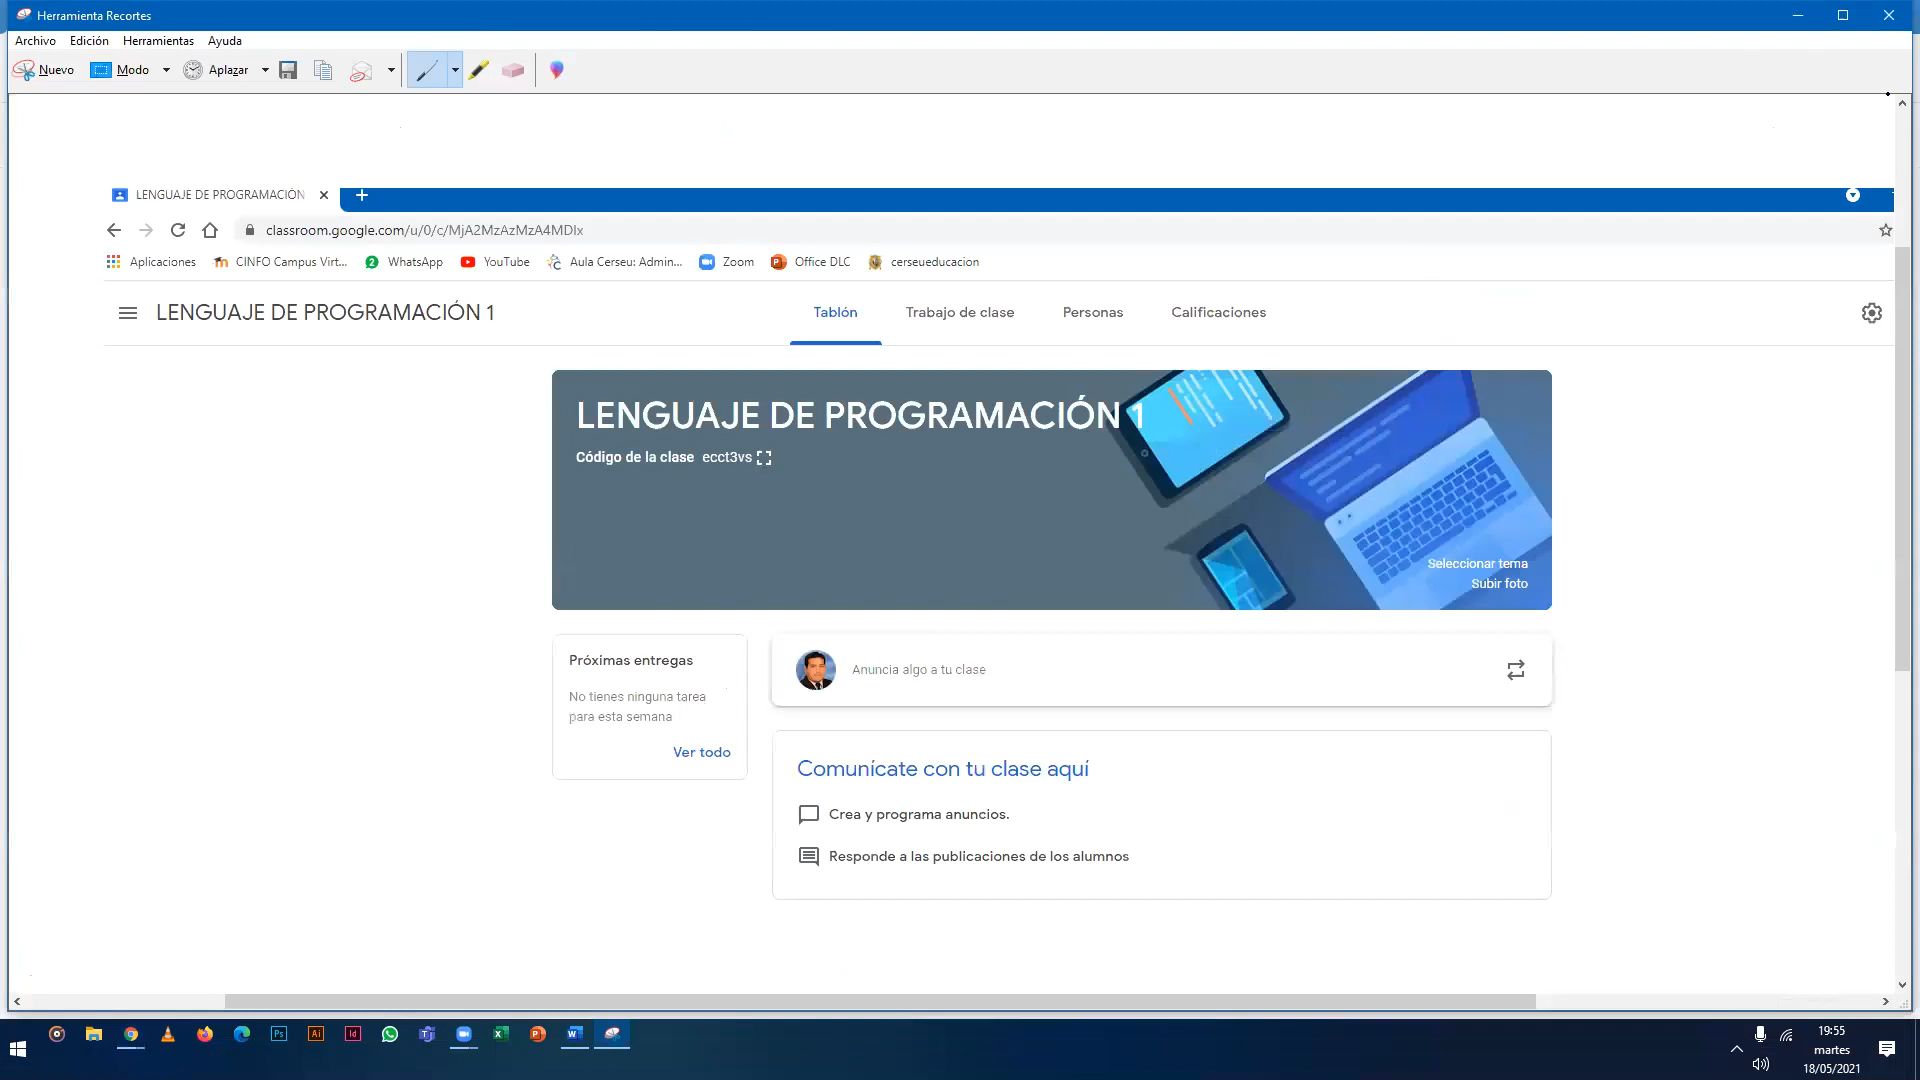 Herramienta Recortes
Archivo Edición Herramientas Ayuda
Nuevo Modo Aplazar
LENGUAJE DE PROGRAMACIÓN
classroom.google.com/u/0/c/MjA2MzAzMzA4MDIx
Aplicaciones CINFO Campus Virt... 2 WhatsApp YouTube Aula Cerseu: Admin... Zoom Office DLC cerseueducacion
LENGUAJE DE PROGRAMACIÓN 1 Tablón Trabajo de clase Personas Calificaciones
LENGUAJE DE PROGRAMACIÓN 1
Código de la clase ecct3vs
Seleccionar tema
Subir foto
Próximas entregas
No tienes ninguna tarea
para esta semana
Ver todo
Anuncia algo a tu clase
Comunícate con tu clase aquí
Crea y programa anuncios.
Responde a las publicaciones de los alumnos
Ps Ai Id
19:55
martes
18/05/2021